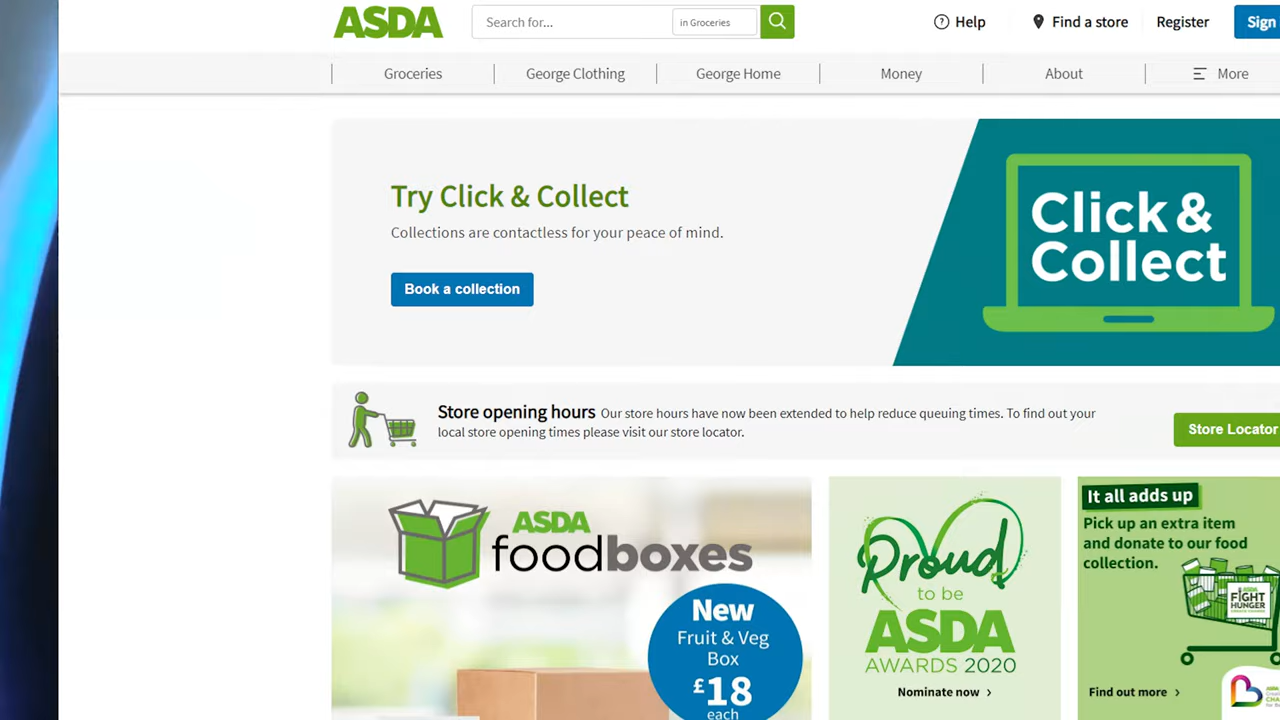 ASDA
Search for...
in Groceries
Help
Find a store
Register
Sign
Groceries
George Clothing
George Home
Money
About
More
Try Click & Collect
Collections are contactless for your peace of mind.
Book a collection
Click &
Collect
Store opening hours Our store hours have now been extended to help reduce queuing times. To find out your
local store opening times please visit our store locator.
Store Locator
ASDA
foodboxes
New
Fruit & Veg
Box
£18
each
Proud
to be
ASDA
AWARDS 2020
Nominate now
It all adds up
Pick up an extra item
and donate to our food
collection.
FIGHT
HUNGER
Find out more